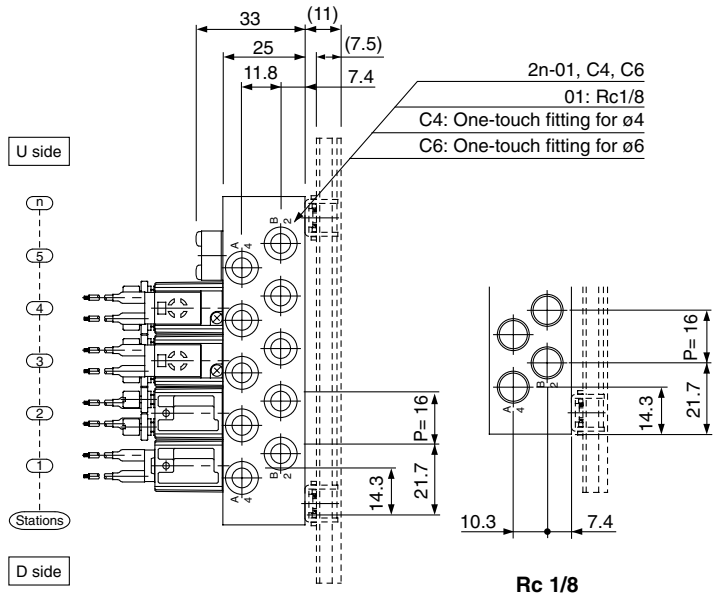 33
(11)
25
(7.5)
11.8
7.4
2n-01, C4, C6
01: Rc1/8
C4: One-touch fitting for ø4
C6: One-touch fitting for ø6
U side
n
5
4
3
2
1
Stations
D side
B
2
A
4
B
2
A
4
P= 16
14.3
21.7
B
2
A
4
P= 16
14.3
21.7
10.3
7.4
Rc 1/8